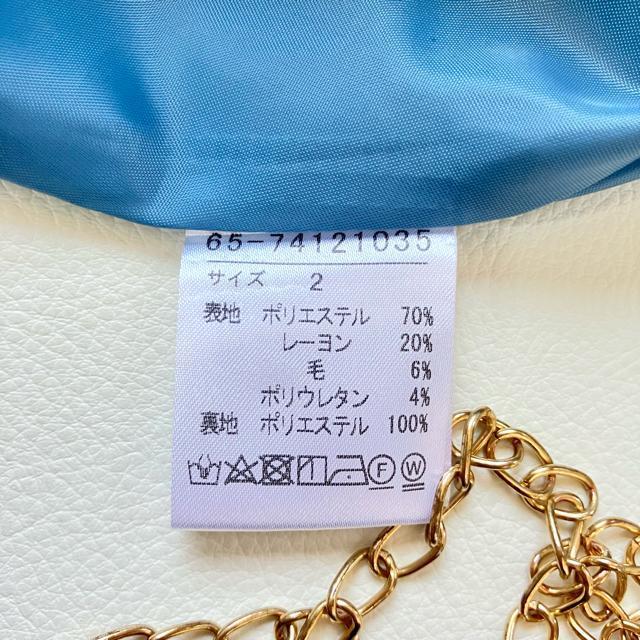 65-74121035
サイズ 2
表地 ポリエステル 70%
レーヨン 20%
毛 6%
ポリウレタン 4%
裏地 ポリエステル 100%
F W